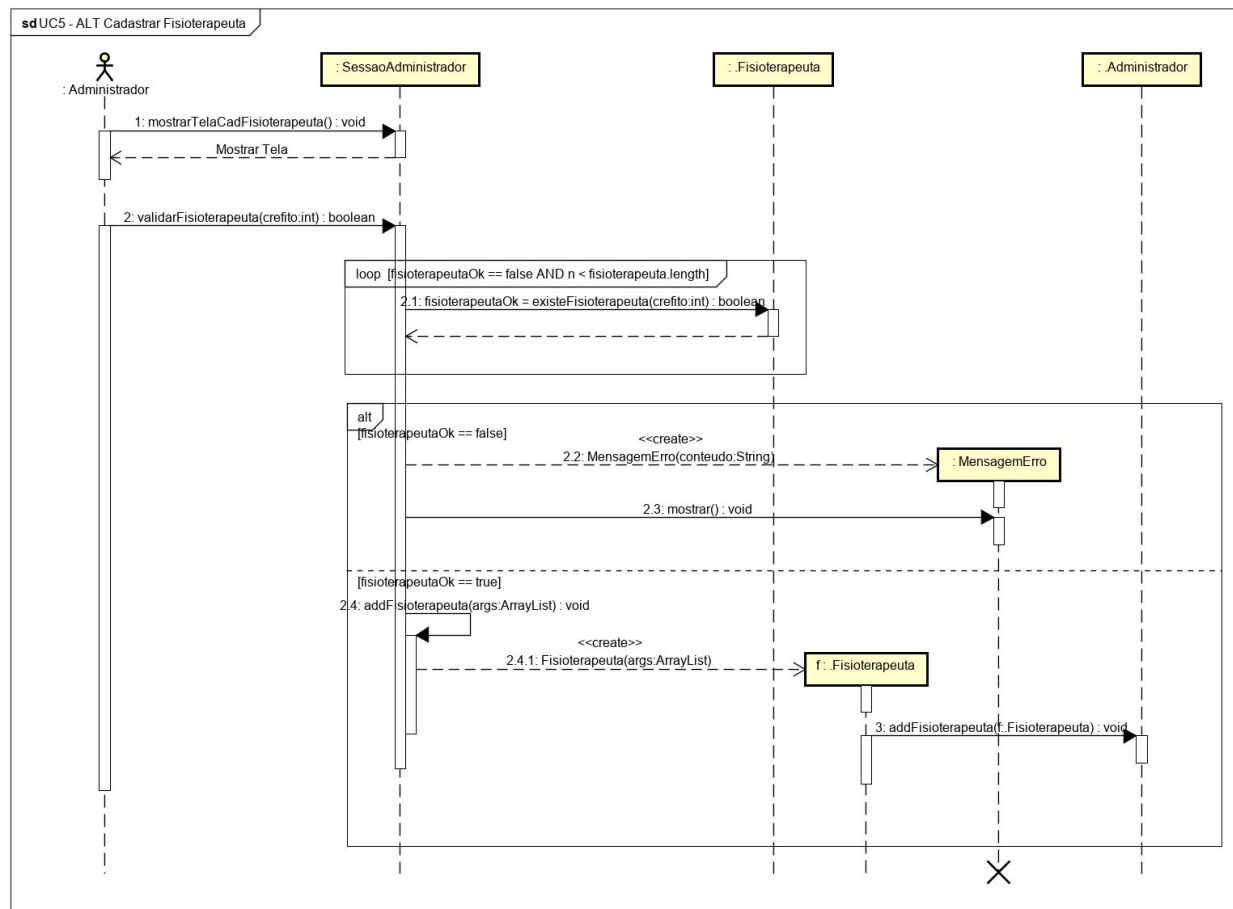 sd UC5 - ALT Cadastrar Fisioterapeuta
: Administrador
: SessaoAdministrador
: .Fisioterapeuta
: .Administrador
1: mostrarTelaCadFisioterapeuta() : void
Mostrar Tela
2: validarFisioterapeuta(crefito:int) : boolean
loop [fisioterapeutaOk == false AND n < fisioterapeuta.length]
2.1: fisioterapeutaOk = existeFisioterapeuta(crefito:int) : boolean
alt
[fisioterapeutaOk == false]
<<create>>
2.2: MensagemErro(conteudo:String)
: MensagemErro
2.3: mostrar() : void
[fisioterapeutaOk == true]
2.4: addFisioterapeuta(args:ArrayList) : void
<<create>>
2.4.1: Fisioterapeuta(args:ArrayList)
f : .Fisioterapeuta
3: addFisioterapeuta(f:.Fisioterapeuta) : void